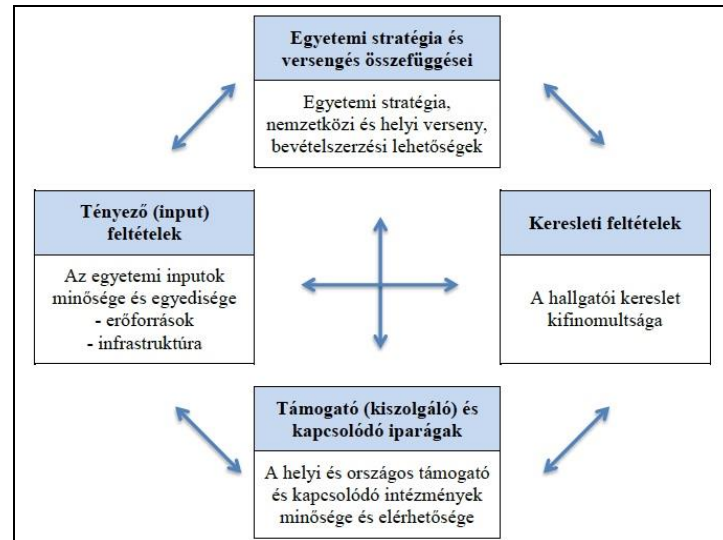 Egyetemi stratégia és
versengés összefüggései
Egyetemi stratégia,
nemzetközi és helyi verseny,
bevételszerzési lehetőségek
Tényező (input)
feltételek
Az egyetemi inputok
minősége és egyedisége
- erőforrások
- infrastruktúra
Keresleti feltételek
A hallgatói kereslet
kifinomultsága
Támogató (kiszolgáló) és
kapcsolódó iparágak
A helyi és országos támogató
és kapcsolódó intézmények
minősége és elérhetősége